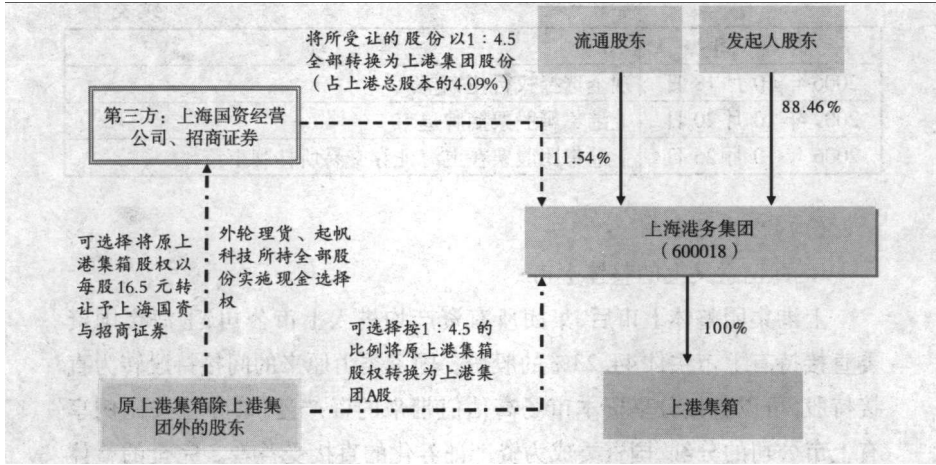 将所受让的股份以1：4.5
全部转换为上港集团股份
（占上港总股本的4.09%）
流通股东
发起人股东
第三方：上海国资经营
公司、招商证券
88.46%
11.54%
上海港务集团
（600018）
可选择将原上
港集箱股权以
每股16.5 元转
让予上海国资
与招商证券
外轮理货、起帆
科技所持全部股
份实施现金选择
权
可选择按1：4.5 的
比例将原上港集箱
股权转换为上港集
团A股
100%
原上港集箱除上港集
团外的股东
上港集箱